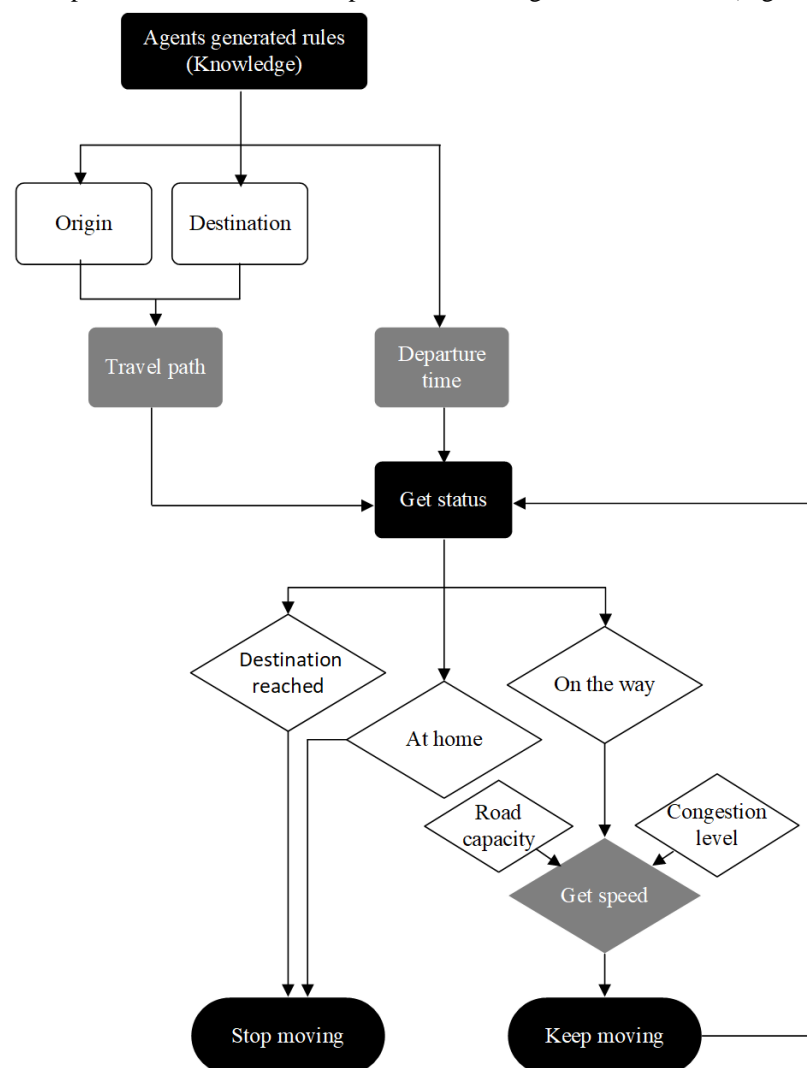 Agents generated rules
(Knowledge)
Origin
Destination
Travel path
Departure
time
Get status
Destination
reached
On the way
At home
Road
capacity
Congestion
level
Get speed
Stop moving
Keep moving